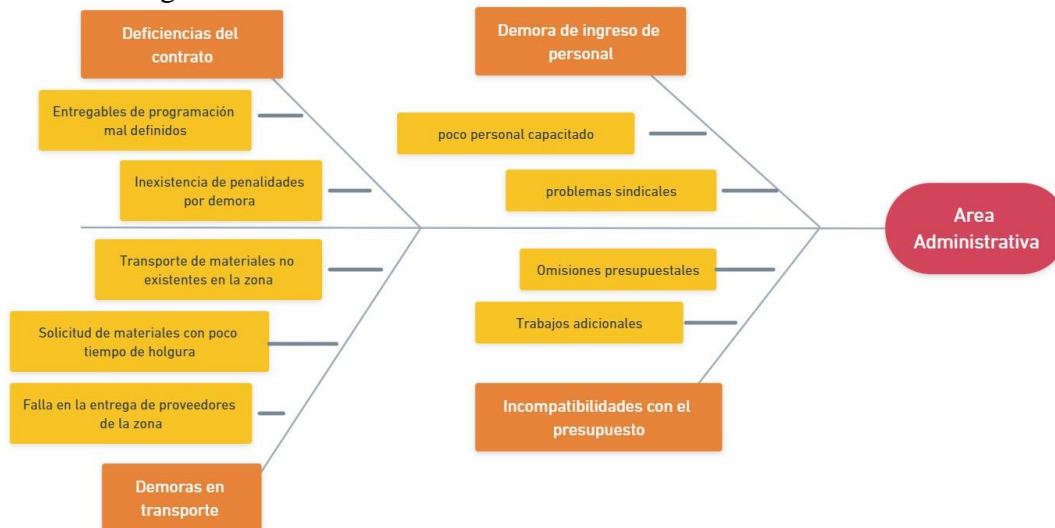 Deficiencias del
contrato
Entregables de programación
mal definidos
Inexistencia de penalidades
por demora
Demora de ingreso de
personal
poco personal capacitado
problemas sindicales
Area
Administrativa
Transporte de materiales no
existentes en la zona
Solicitud de materiales con poco
tiempo de holgura
Falla en la entrega de proveedores
de la zona
Demoras en
transporte
Omisiones presupuestales
Trabajos adicionales
Incompatibilidades con el
presupuesto